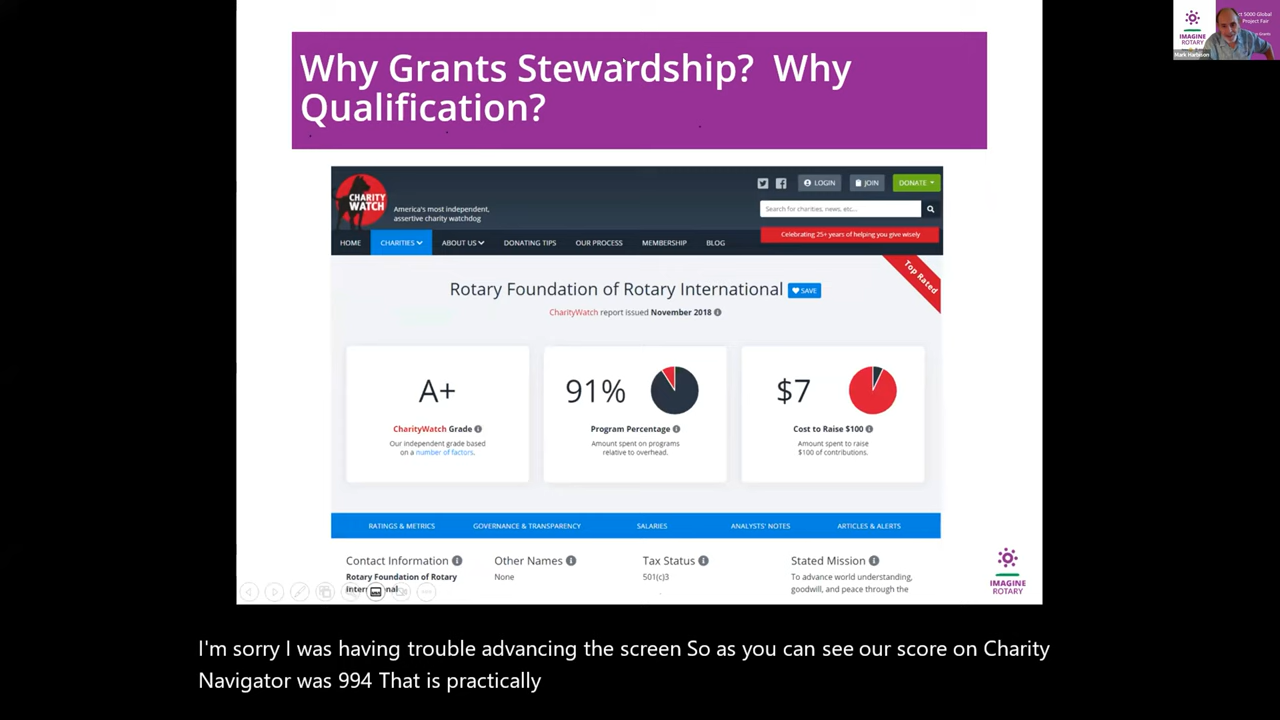 Why Grants Stewardship? Why
Qualification?
CHARITY
WATCH
America's most independent,
assertive charity watchdog
LOGIN
JOIN
DONATE
Search for charities, news, etc...
Celebrating 25+ years of helping you give wisely
HOME
CHARITIES
ABOUT US
DONATING TIPS
OUR PROCESS
MEMBERSHIP
BLOG
Top Rated
Rotary Foundation of Rotary International
SAVE
CharityWatch report issued November 2018
A+
CharityWatch Grade
Our independent grade based
on a number of factors.
91%
Program Percentage
Amount spent on programs
relative to overhead.
$7
Cost to Raise $100
Amount spent to raise
$100 of contributions.
RATINGS & METRICS
GOVERNANCE & TRANSPARENCY
SALARIES
ANALYSTS' NOTES
ARTICLES & ALERTS
Contact Information
Rotary Foundation of Rotary
Other Names
None
Tax Status
501(c)3
Stated Mission
To advance world understanding,
goodwill, and peace through the
IMAGINE
ROTARY
I'm sorry I was having trouble advancing the screen So as you can see our score on Charity
Navigator was 994 That is practically
IMAGINE
ROTARY
5000 Global
Project Fair
Grants